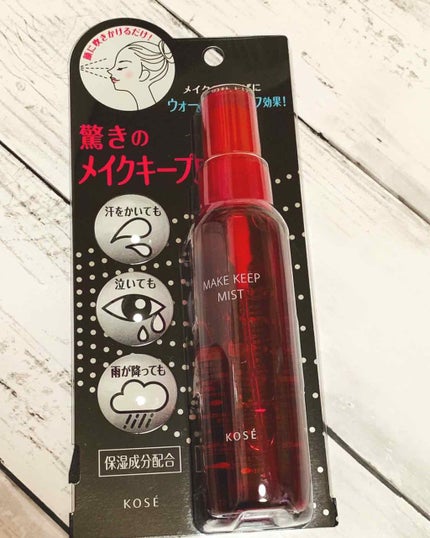 顔に吹きかけるだけ!
メイクの
に
ウォー
効果!
驚きの
メイクキープ
汗をかいても
泣いても
雨が降っても
保湿成分配合
KOSÉ
MAKE KEEP
MIST
KOSÉ